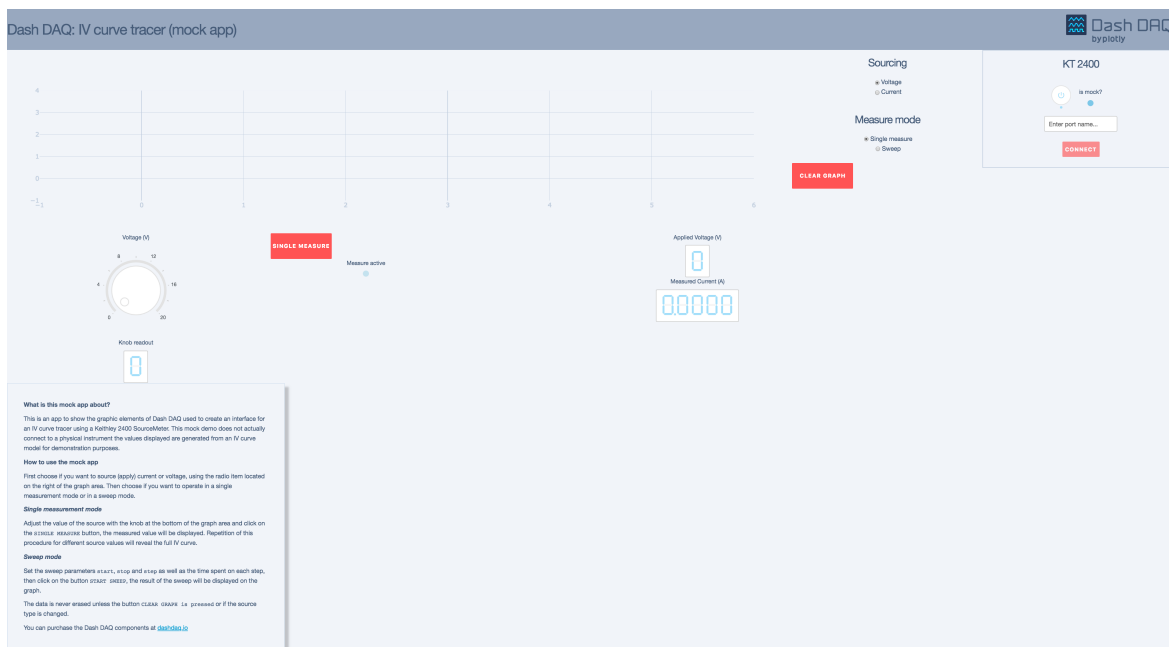 Dash DAQ: IV curve tracer (mock app)
Dash DAQ
by plotly
Sourcing
Voltage
Current
Measure mode
Single measure
Sweep
CLEAR GRAPH
KT 2400
is mock?
Enter port name...
CONNECT
4
3
2
1
0
−1
−1
0
1
2
3
4
5
6
Voltage (V)
8
12
4
16
0
20
SINGLE MEASURE
Measure active
Applied Voltage (V)
0
Measured Current (A)
0.0000
Knob readout
0
What is this mock app about?
This is an app to show the graphic elements of Dash DAQ used to create an interface for
an IV curve tracer using a Keithley 2400 SourceMeter. This mock demo does not actually
connect to a physical instrument the values displayed are generated from an IV curve
model for demonstration purposes.
How to use the mock app
First choose if you want to source (apply) current or voltage, using the radio item located
on the right of the graph area. Then choose if you want to operate in a single
measurement mode or in a sweep mode.
Single measurement mode
Adjust the value of the source with the knob at the bottom of the graph area and click on
the SINGLE MEASURE button, the measured value will be displayed. Repetition of this
procedure for different source values will reveal the full IV curve.
Sweep mode
Set the sweep parameters start, stop and step as well as the time spent on each step,
then click on the button START SWEEP, the result of the sweep will be displayed on the
graph.
The data is never erased unless the button CLEAR GRAPH is pressed or if the source
type is changed.
You can purchase the Dash DAQ components at dashdaq.io